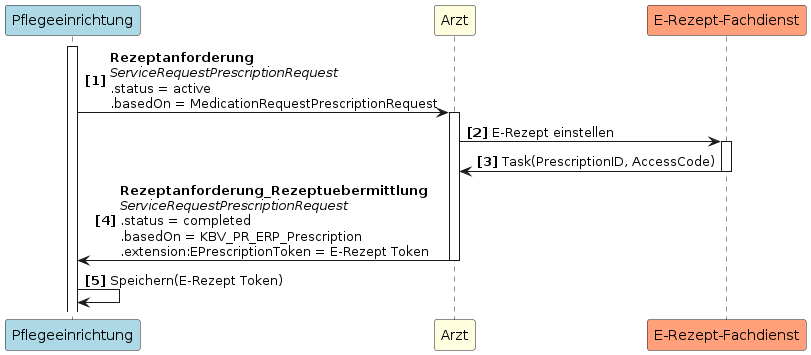 Pflegeeinrichtung
Arzt
E-Rezept-Fachdienst
Rezeptanforderung
ServiceRequestPrescriptionRequest
[1] .status = active
.basedOn = MedicationRequestPrescriptionRequest
[2] E-Rezept einstellen
[3] Task(PrescriptionID, AccessCode)
Rezeptanforderung_Rezeptuebermittlung
ServiceRequestPrescriptionRequest
[4] .status = completed
.basedOn = KBV_PR_ERP_Prescription
.extension:EPrescriptionToken = E-Rezept Token
[5] Speichern(E-Rezept Token)
Pflegeeinrichtung
Arzt
E-Rezept-Fachdienst